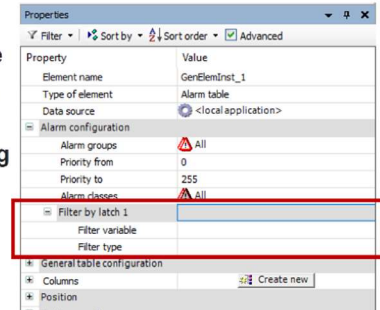 Properties
Filter Sort by Sort order Advanced
Property Value
Element name GenElemInst_1
Type of element Alarm table
Data source <localapplication>
Alarm configuration
Alarm groups All
Priority from 0
Priority to 255
Alarm classes All
Filter by latch 1
Filter variable
Filter type
General table configuration
Columns Create new
Position